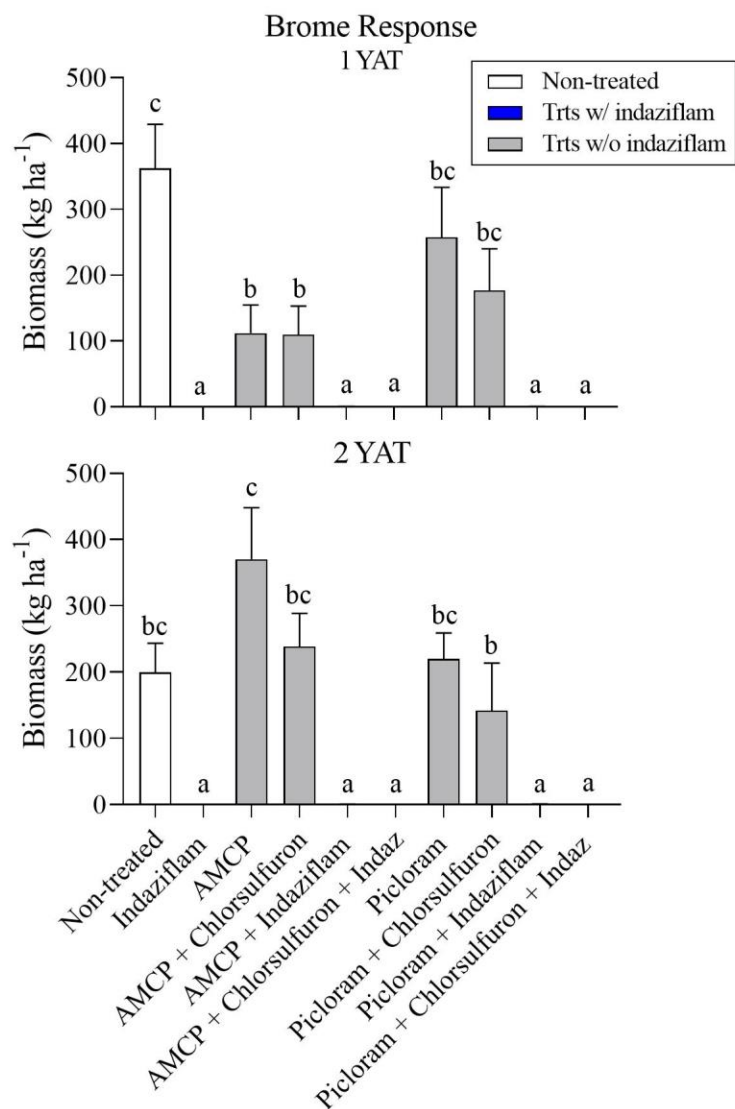 Brome Response
1 YAT
Non-treated
Trts w/ indaziflam
Trts w/o indaziflam
Biomass (kg ha⁻¹)
500
400
300
200
100
0
c
a
b
b
a
a
bc
bc
a
a
2 YAT
Biomass (kg ha⁻¹)
500
400
300
200
100
0
bc
a
c
bc
a
a
bc
b
a
a
Non-treated
Indaziflam
AMCP
AMCP + Chlorsulfuron
AMCP + Indaziflam
AMCP + Chlorsulfuron + Indaz
Picloram
Picloram + Chlorsulfuron
Picloram + Indaziflam
Picloram + Chlorsulfuron + Indaz